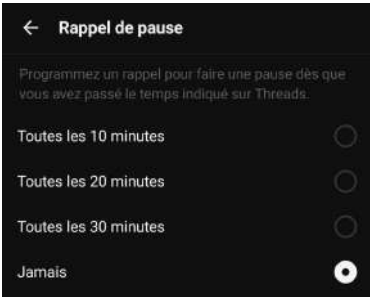 Rappel de pause
Programmez un rappel pour faire une pause dès que
vous avez passé le temps indiqué sur Threads.
Toutes les 10 minutes
Toutes les 20 minutes
Toutes les 30 minutes
Jamais